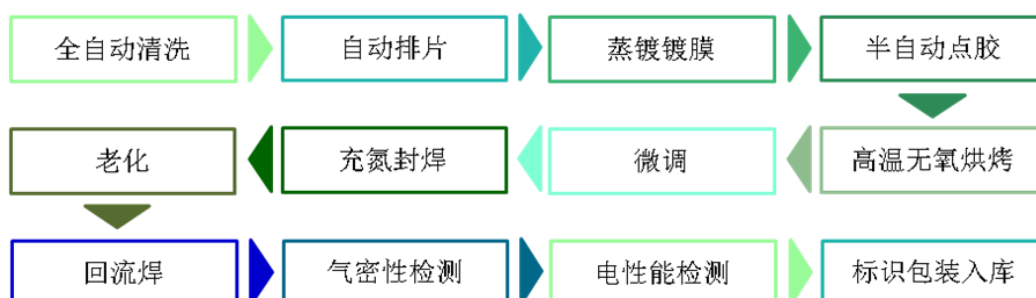 全自动清洗
自动排片
蒸镀镀膜
半自动点胶
高温无氧烘烤
微调
充氮封焊
老化
回流焊
气密性检测
电性能检测
标识包装入库